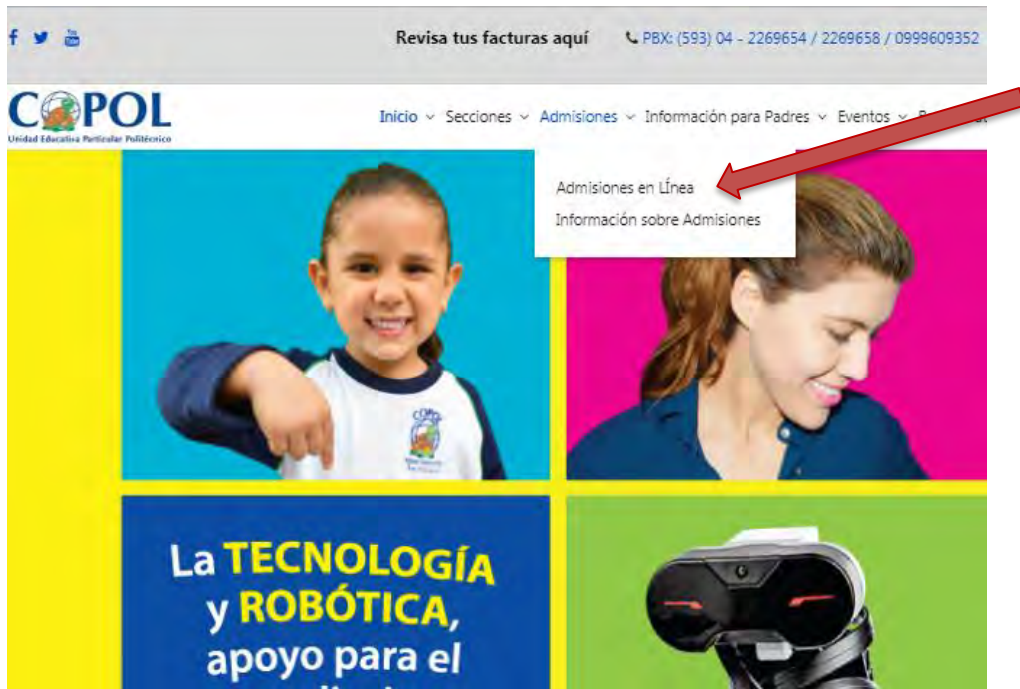 Revisa tus facturas aquí PBX: (593) 04 - 2269654 / 2269658 / 0999609352
COPOL
Unidad Educativa Particular Politécnico
Inicio Secciones Admisiones Información para Padres Eventos
Admisiones en LÍnea
Información sobre Admisiones
COPOL
La TECNOLOGÍA
y ROBÓTICA,
apoyo para el